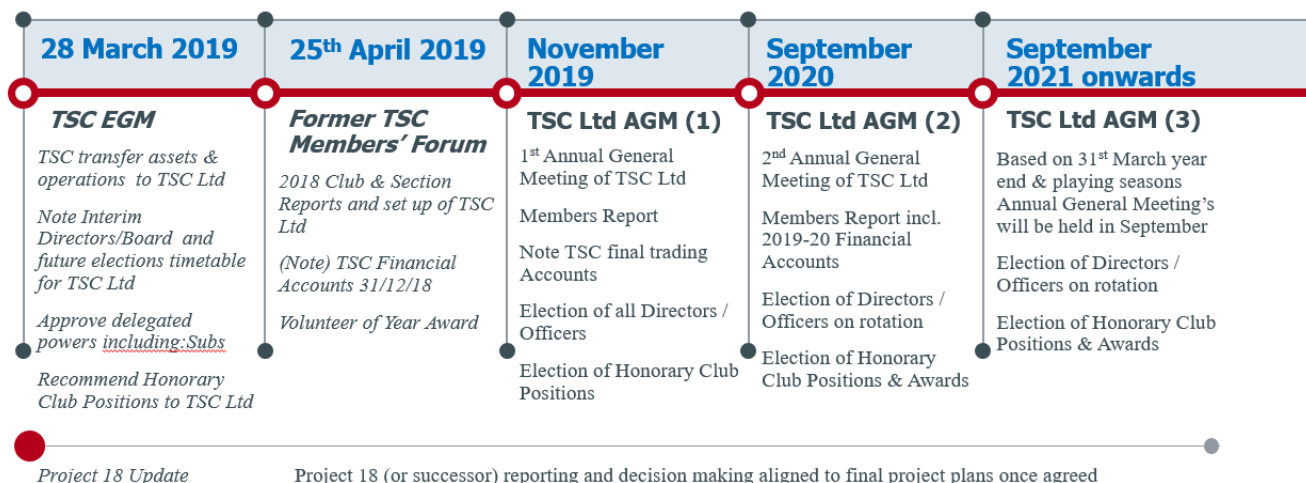 28 March 2019
25th April 2019
November
2019
September
2020
September
2021 onwards
TSC EGM
TSC transfer assets &
operations to TSC Ltd
Note Interim
Directors/Board and
future elections timetable
for TSC Ltd
Approve delegated
powers including:Subs
Recommend Honorary
Club Positions to TSC Ltd
Former TSC
Members' Forum
2018 Club & Section
Reports and set up of TSC
Ltd
(Note) TSC Financial
Accounts 31/12/18
Volunteer of Year Award
TSC Ltd AGM (1)
1st Annual General
Meeting of TSC Ltd
Members Report
Note TSC final trading
Accounts
Election of all Directors /
Officers
Election of Honorary Club
Positions
TSC Ltd AGM (2)
2nd Annual General
Meeting of TSC Ltd
Members Report incl.
2019-20 Financial
Accounts
Election of Directors /
Officers on rotation
Election of Honorary
Club Positions & Awards
TSC Ltd AGM (3)
Based on 31st March year
end & playing seasons
Annual General Meeting's
will be held in September
Election of Directors /
Officers on rotation
Election of Honorary Club
Positions & Awards
Project 18 Update
Project 18 (or successor) reporting and decision making aligned to final project plans once agreed